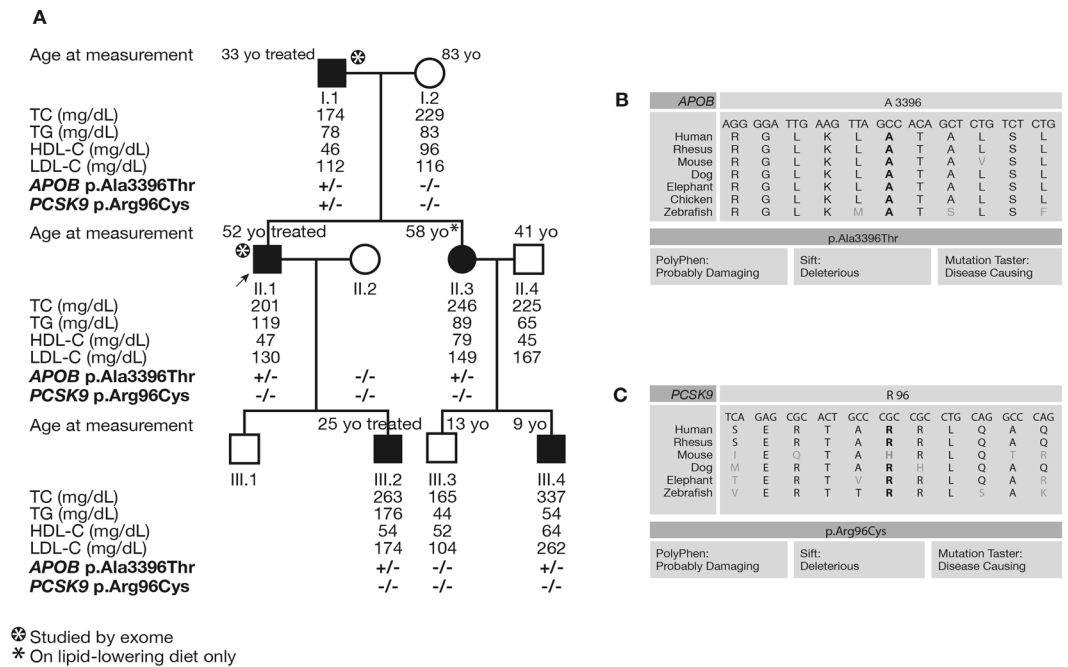 A
Age at measurement 33 yo treated 83 yo
I.1 I.2
TC (mg/dL) 174 229
TG (mg/dL) 78 83
HDL-C (mg/dL) 46 96
LDL-C (mg/dL) 112 116
APOB p.Ala3396Thr +/- -/-
PCSK9 p.Arg96Cys +/- -/-
Age at measurement 52 yo treated 58 yo* 41 yo
II.1 II.2 II.3 II.4
TC (mg/dL) 201 246 225
TG (mg/dL) 119 89 65
HDL-C (mg/dL) 47 79 45
LDL-C (mg/dL) 130 149 167
APOB p.Ala3396Thr +/- -/- +/-
PCSK9 p.Arg96Cys -/- -/- -/-
Age at measurement 25 yo treated 13 yo 9 yo
III.1 III.2 III.3 III.4
TC (mg/dL) 263 165 337
TG (mg/dL) 176 44 54
HDL-C (mg/dL) 54 52 64
LDL-C (mg/dL) 174 104 262
APOB p.Ala3396Thr +/- -/- +/-
PCSK9 p.Arg96Cys -/- -/- -/-
Studied by exome
* On lipid-lowering diet only
B
APOB A 3396
AGG GGA TTG AAG TTA GCC ACA GCT CTG TCT CTG
Human R G L K L A T A L S L
Rhesus R G L K L A T A L S L
Mouse R G L K L A T A V S L
Dog R G L K L A T A L S L
Elephant R G L K L A T A L S L
Chicken R G L K L A T A L S L
Zebrafish R G L K M A T S L S F
p.Ala3396Thr
PolyPhen: Sift: Mutation Taster:
Probably Damaging Deleterious Disease Causing
C
PCSK9 R 96
TCA GAG CGC ACT GCC CGC CGC CTG CAG GCC CAG
Human S E R T A R R L Q A Q
Rhesus S E R T A R R L Q A Q
Mouse I E Q T A H R L Q T R
Dog M E R T A R H L Q A Q
Elephant T E R T V R R L Q A R
Zebrafish V E R T T R R L S A K
p.Arg96Cys
PolyPhen: Sift: Mutation Taster:
Probably Damaging Deleterious Disease Causing